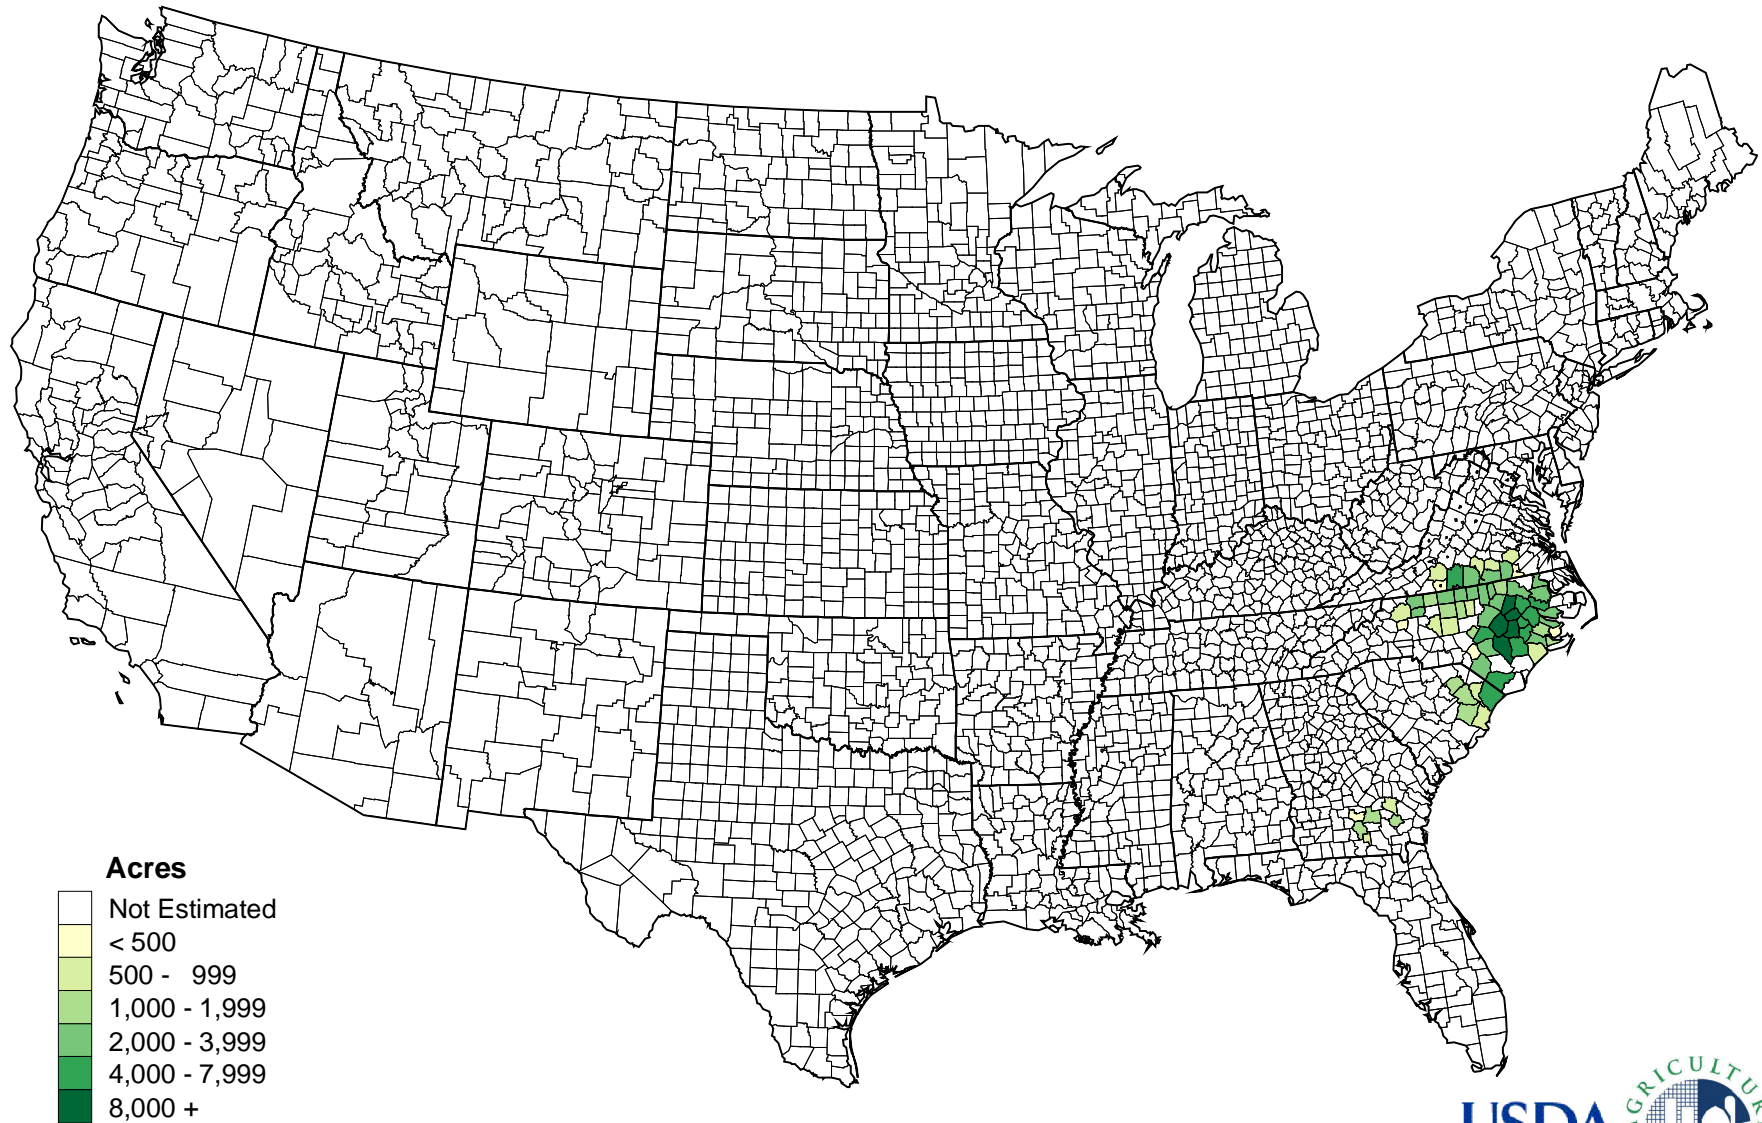 Acres
Not Estimated
< 500
500 - 999
1,000 - 1,999
2,000 - 3,999
4,000 - 7,999
8,000 +
USDA